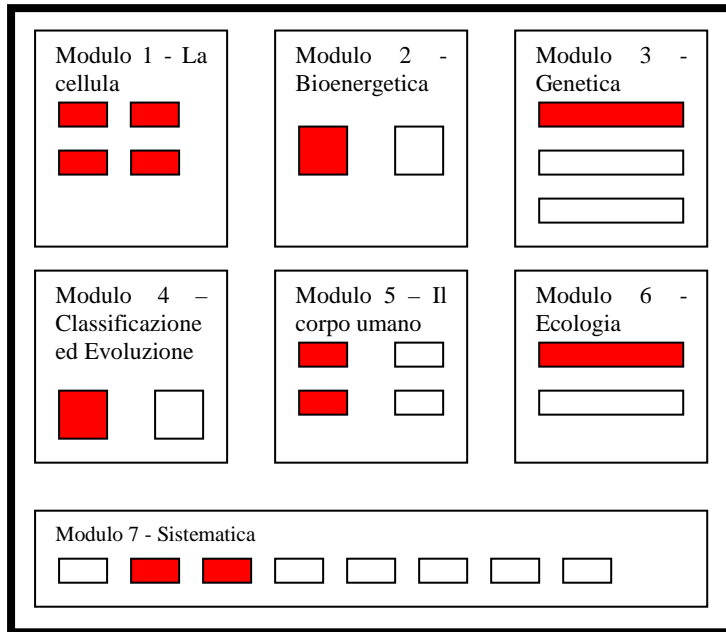 Modulo 1 - La
cellula
Modulo 2 -
Bioenergetica
Modulo 3 -
Genetica
Modulo 4 –
Classificazione
ed Evoluzione
Modulo 5 – Il
corpo umano
Modulo 6 -
Ecologia
Modulo 7 - Sistematica